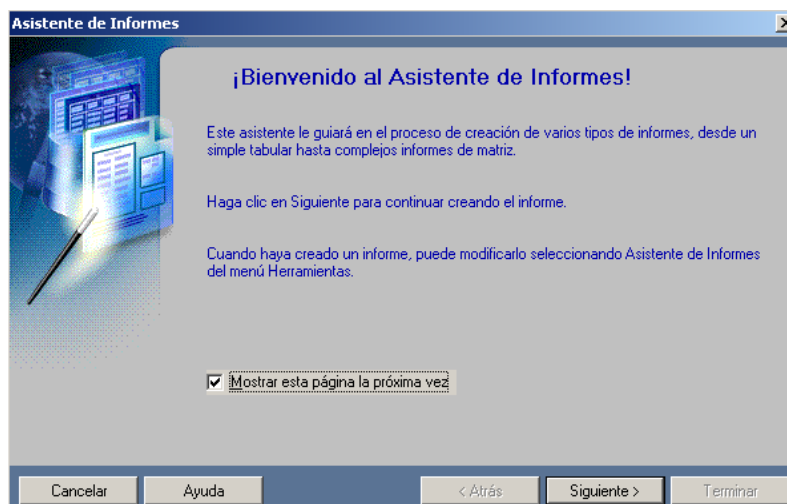 Asistente de Informes
¡Bienvenido al Asistente de Informes!
Este asistente le guiará en el proceso de creación de varios tipos de informes, desde un
simple tabular hasta complejos informes de matriz.
Haga clic en Siguiente para continuar creando el informe.
Cuando haya creado un informe, puede modificarlo seleccionando Asistente de Informes
del menú Herramientas.
Mostrar esta página la próxima vez
Cancelar Ayuda < Atrás Siguiente > Terminar